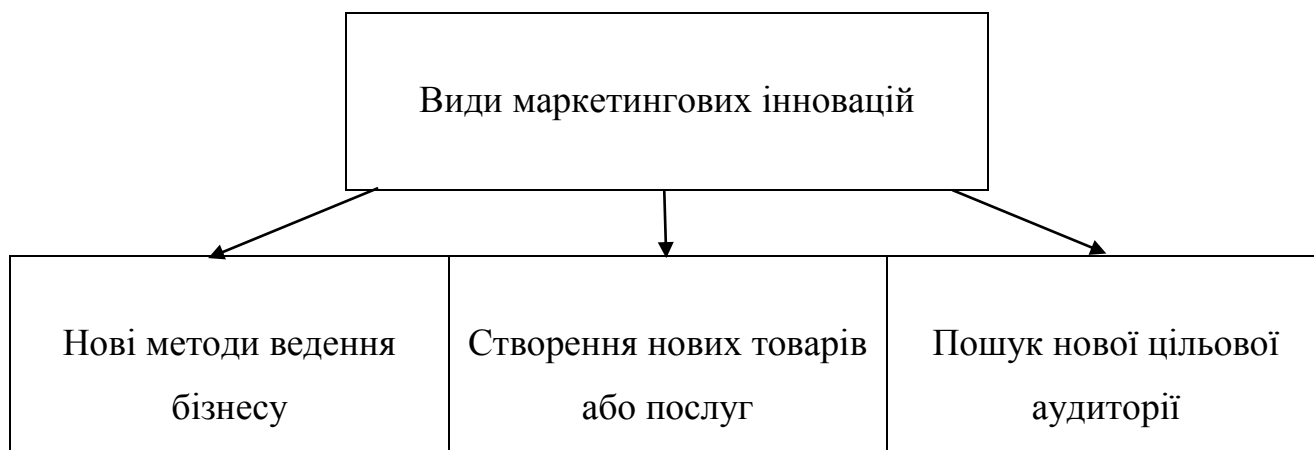 Види маркетингових інновацій
Нові методи ведення
бізнесу
Створення нових товарів
або послуг
Пошук нової цільової
аудиторії